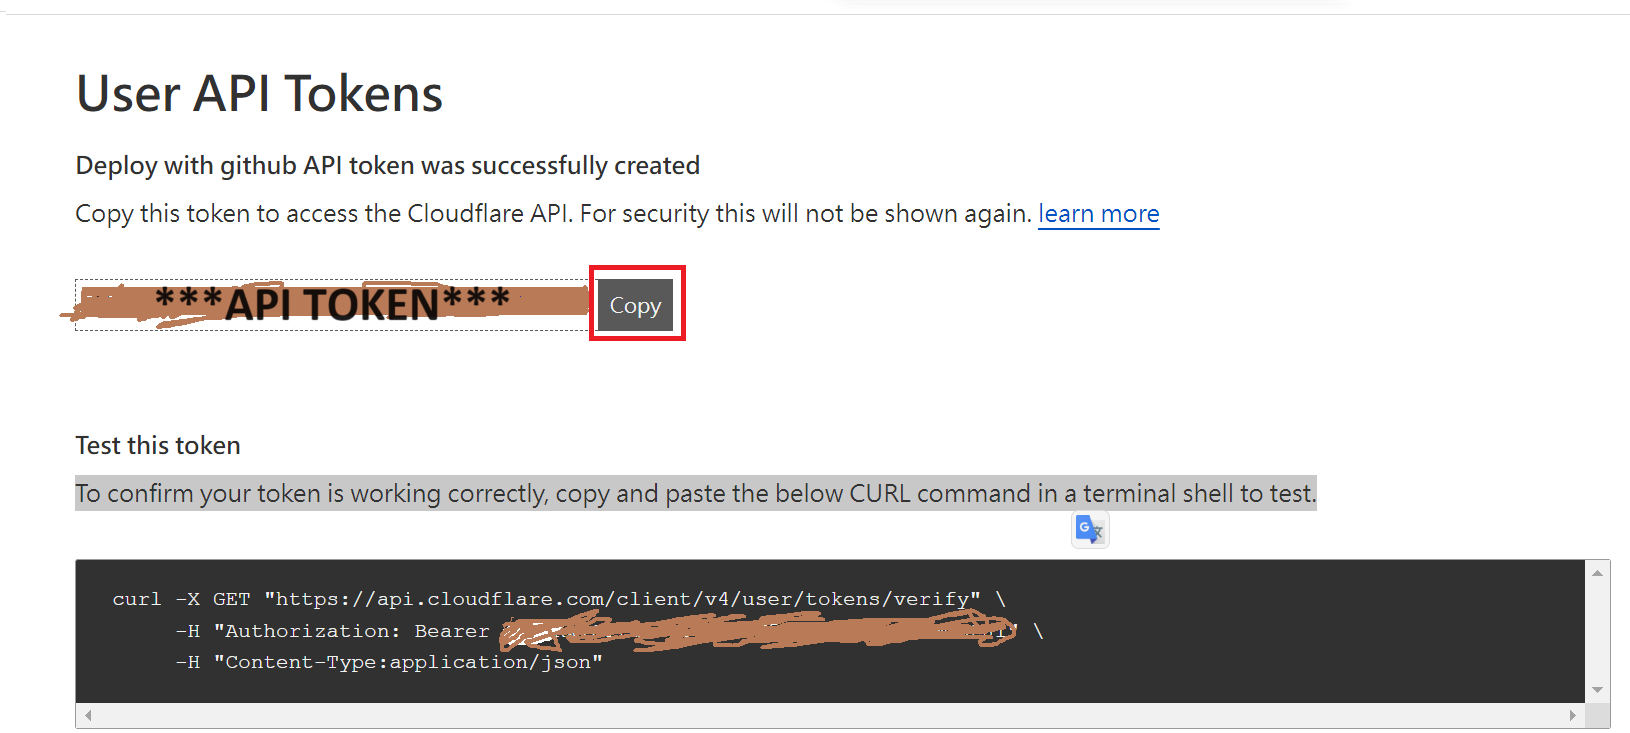 User API Tokens
Deploy with github API token was successfully created
Copy this token to access the Cloudflare API. For security this will not be shown again. learn more
***API TOKEN***
Copy
Test this token
To confirm your token is working correctly, copy and paste the below CURL command in a terminal shell to test.
curl -X GET "https://api.cloudflare.com/client/v4/user/tokens/verify" \
-H "Authorization: Bearer " \
-H "Content-Type:application/json"